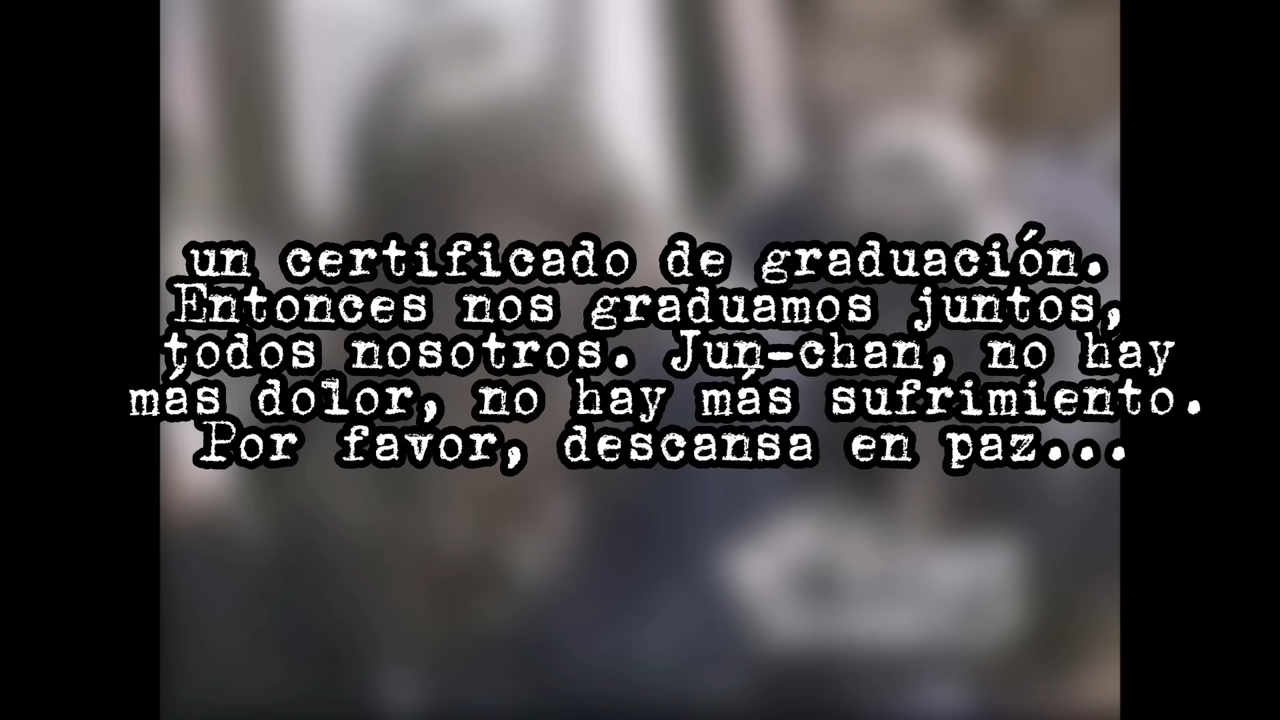 un certificado de graduación.
Entonces nos graduamos juntos,
todos nosotros. Jun-chan, no hay
más dolor, no hay más sufrimiento.
Por favor, descansa en paz...